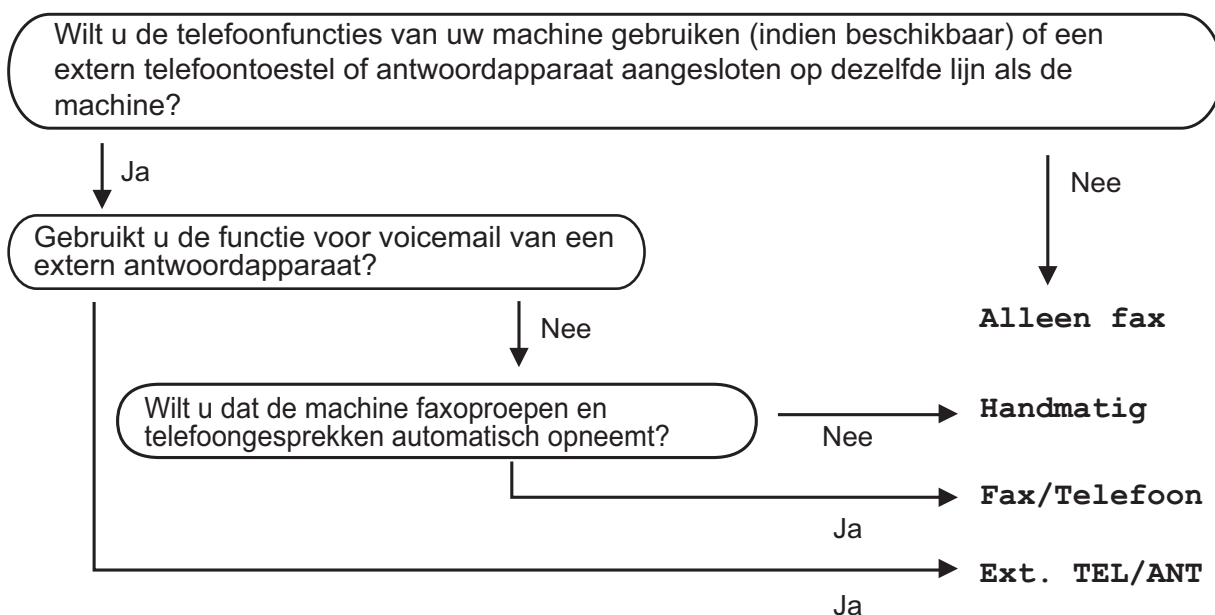 Wilt u de telefoonfuncties van uw machine gebruiken (indien beschikbaar) of een
extern telefoontoestel of antwoordapparaat aangesloten op dezelfde lijn als de
machine?
Ja
Nee
Gebruikt u de functie voor voicemail van een
extern antwoordapparaat?
Nee
Alleen fax
Wilt u dat de machine faxoproepen en
telefoongesprekken automatisch opneemt?
Nee
Handmatig
Ja
Fax/Telefoon
Ja
Ext. TEL/ANT